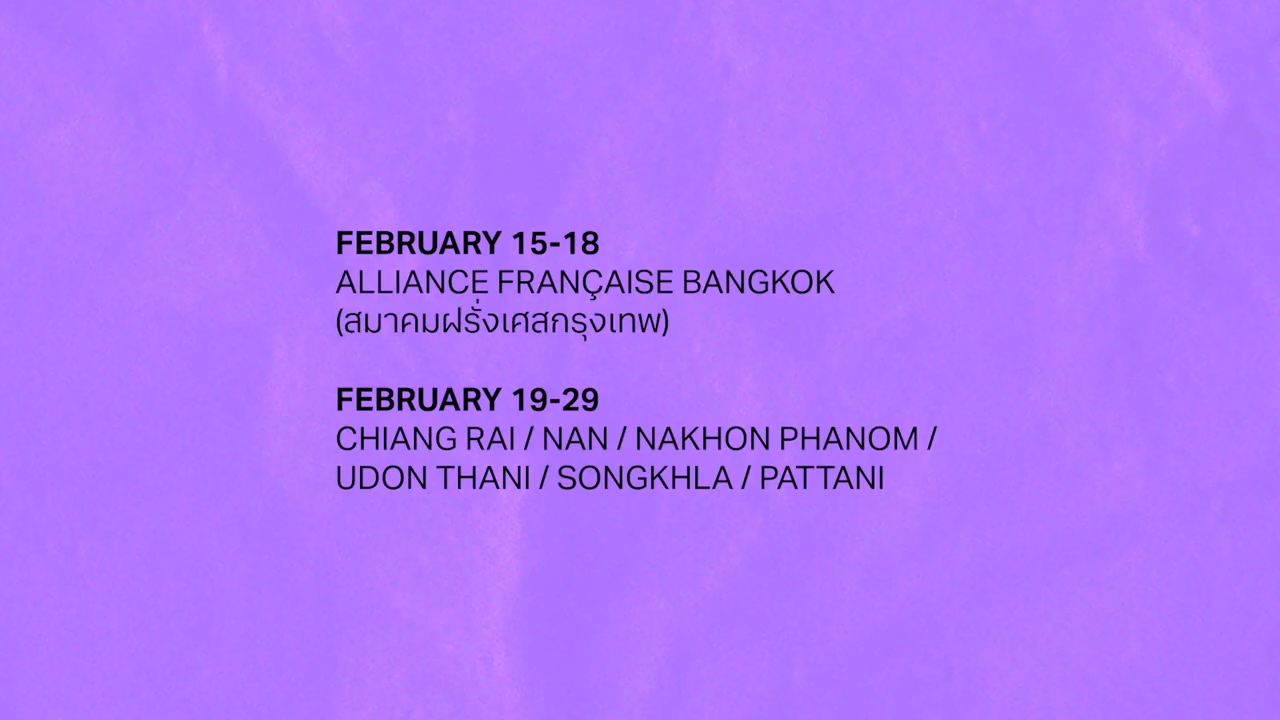 FEBRUARY 15-18
ALLIANCE FRANÇAISE BANGKOK
(สมาคมฝรั่งเศสกรุงเทพ)
FEBRUARY 19-29
CHIANG RAI / NAN / NAKHON PHANOM /
UDON THANI / SONGKHLA / PATTANI